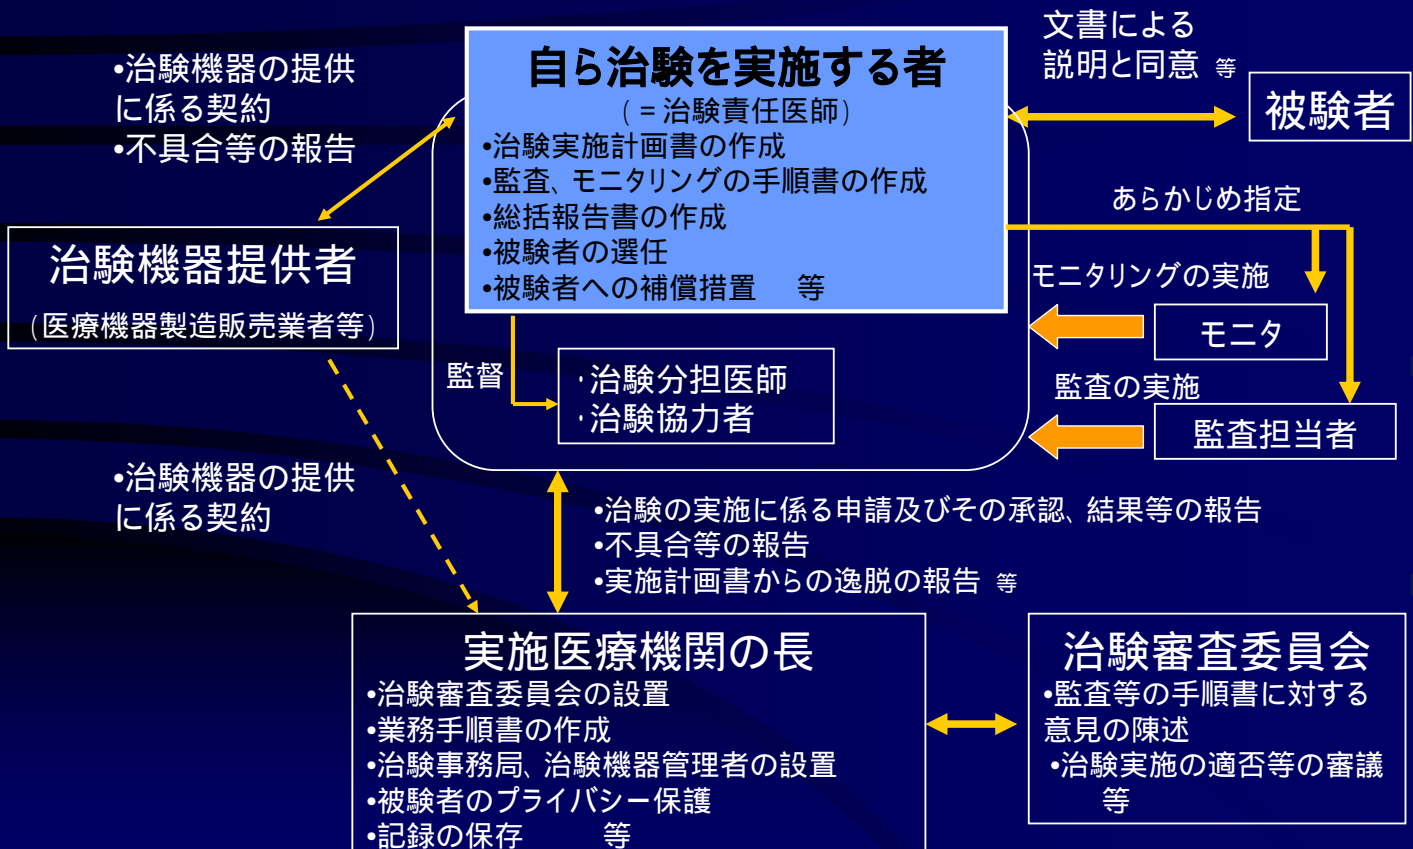 文書による
説明と同意 等
•治験機器の提供
に係る契約
•不具合等の報告
自ら治験を実施する者
(=治験責任医師)
•治験実施計画書の作成
•監査、モニタリングの手順書の作成
•総括報告書の作成
•被験者の選任
•被験者への補償措置 等
被験者
あらかじめ指定
治験機器提供者
(医療機器製造販売業者等)
モニタリングの実施
モニタ
監督
・治験分担医師
・治験協力者
監査の実施
監査担当者
•治験機器の提供
に係る契約
•治験の実施に係る申請及びその承認、結果等の報告
•不具合等の報告
•実施計画書からの逸脱の報告 等
実施医療機関の長
•治験審査委員会の設置
•業務手順書の作成
•治験事務局、治験機器管理者の設置
•被験者のプライバシー保護
•記録の保存 等
治験審査委員会
•監査等の手順書に対する
意見の陳述
•治験実施の適否等の審議
等